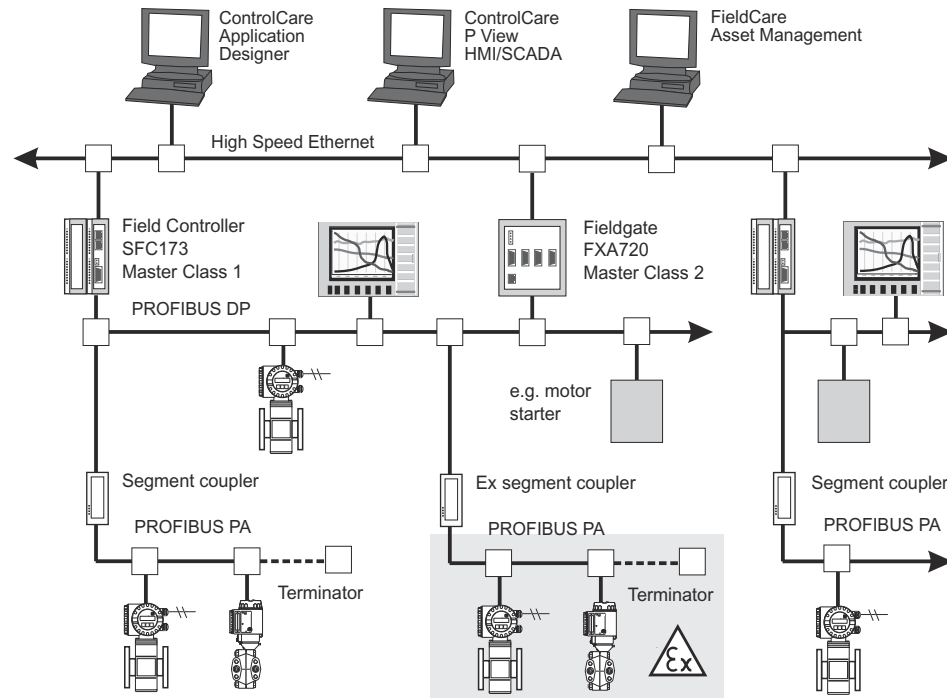 ControlCare
Application
Designer
ControlCare
P View
HMI/SCADA
FieldCare
Asset Management
High Speed Ethernet
Field Controller
SFC173
Master Class 1
Fieldgate
FXA720
Master Class 2
PROFIBUS DP
e.g. motor
starter
Segment coupler
Ex segment coupler
Segment coupler
PROFIBUS PA
PROFIBUS PA
PROFIBUS PA
Terminator
Terminator
Ex